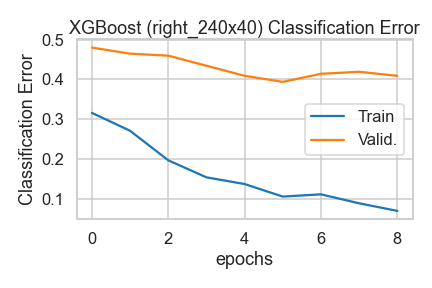 XGBoost (right_240x40) Classification Error
0.5
0.4
0.3
0.2
0.1
Classification Error
Train
Valid.
0 2 4 6 8
epochs